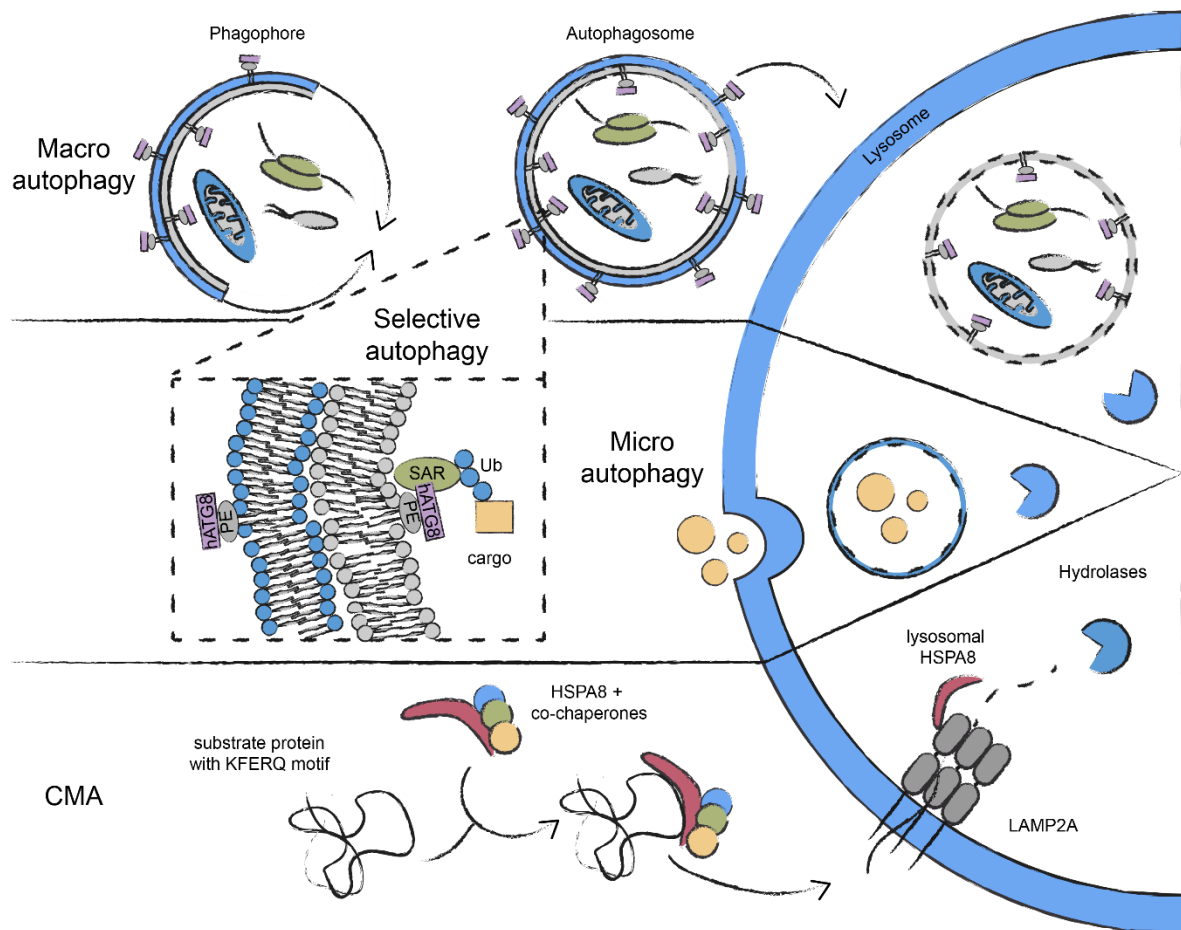 Phagophore
Autophagosome
Macro
autophagy
Lysosome
Selective
autophagy
SAR
Ub
hATG8
PE
PE
hATG8
cargo
Micro
autophagy
Hydrolases
lysosomal
HSPA8
HSPA8 +
co-chaperones
substrate protein
with KFERQ motif
CMA
LAMP2A